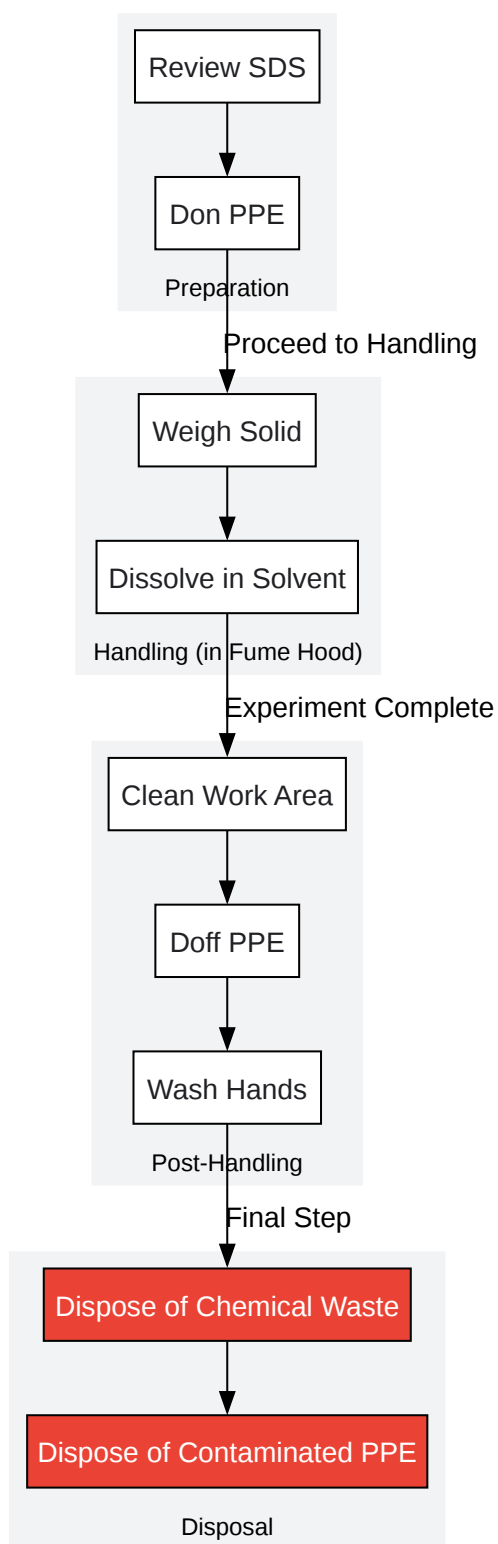 Review SDS
Don PPE
Preparation
Proceed to Handling
Weigh Solid
Dissolve in Solvent
Handling (in Fume Hood)
Experiment Complete
Clean Work Area
Doff PPE
Wash Hands
Post-Handling
Final Step
Dispose of Chemical Waste
Dispose of Contaminated PPE
Disposal